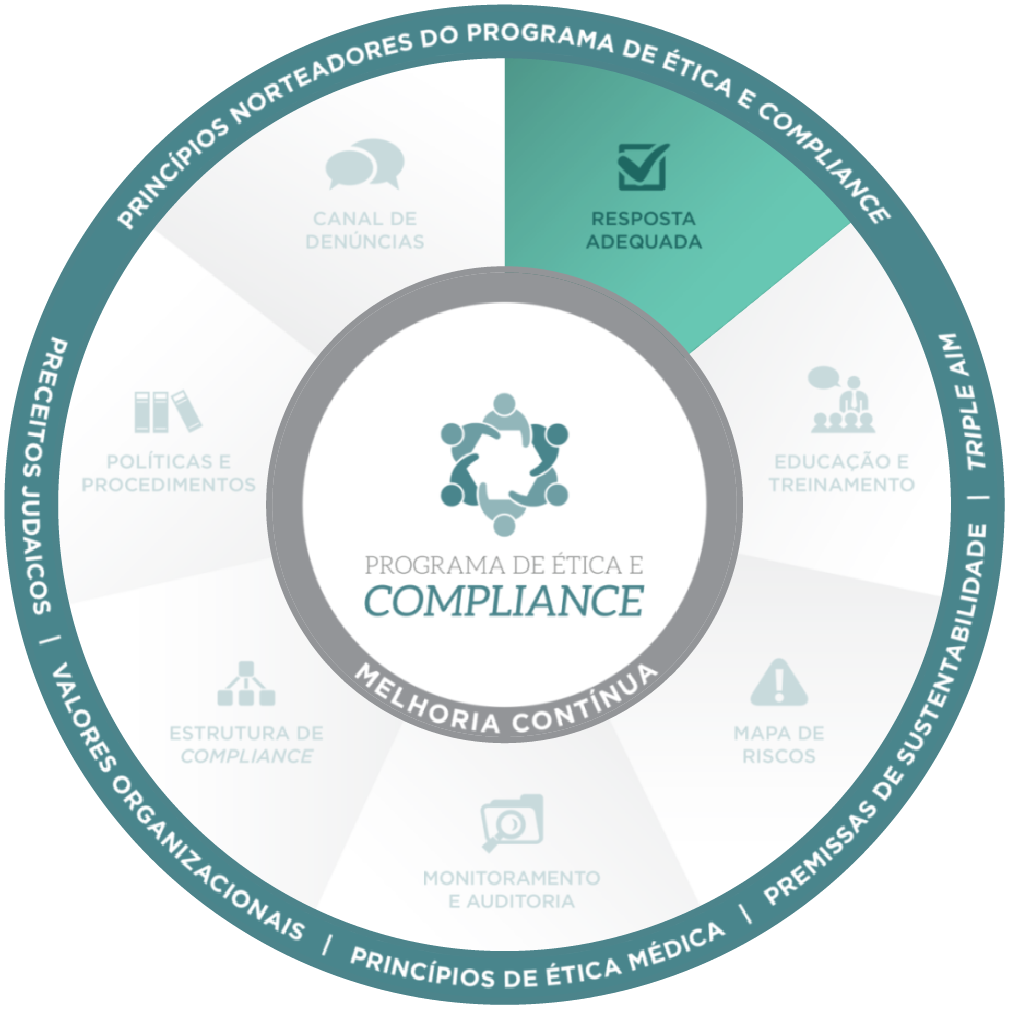 PRINCÍPIOS NORTEADORES DO PROGRAMA DE ÉTICA E COMPLIANCE
CANAL DE
DENÚNCIAS
RESPOSTA
ADEQUADA
POLÍTICAS E
PROCEDIMENTOS
EDUCAÇÃO E
TREINAMENTO
PROGRAMA DE ÉTICA E
COMPLIANCE
MELHORIA CONTÍNUA
ESTRUTURA DE
COMPLIANCE
MAPA DE
RISCOS
MONITORAMENTO
E AUDITORIA
PRECEITOS JUDAICOS | VALORES ORGANIZACIONAIS | PRINCÍPIOS DE ÉTICA MÉDICA | PREMISSAS DE SUSTENTABILIDADE | TRIPLE AIM